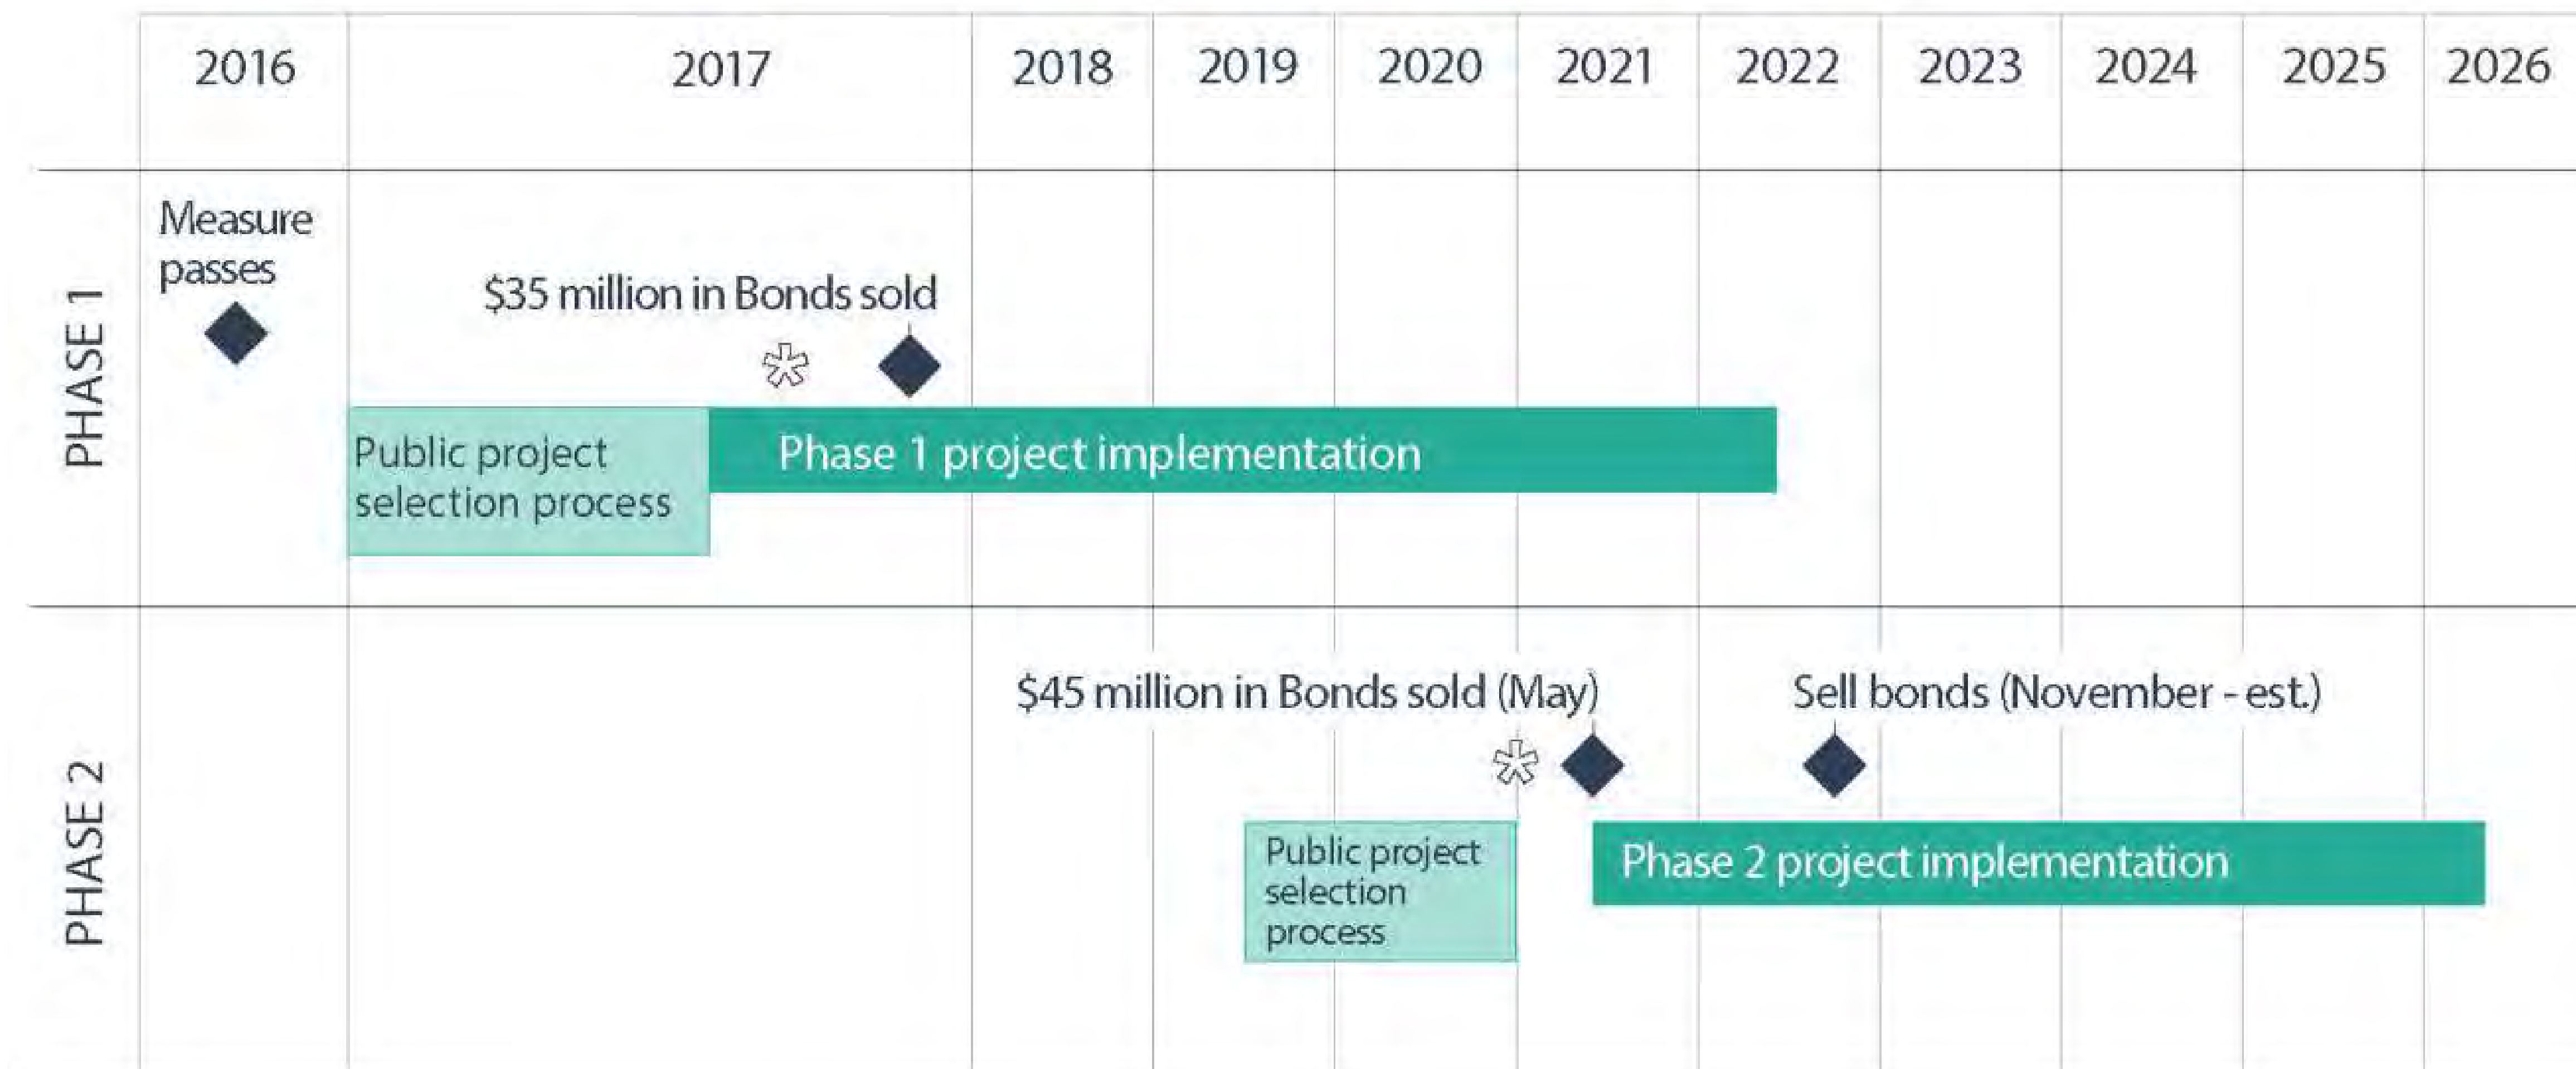 2016 2017 2018 2019 2020 2021 2022 2023 2024 2025 2026
PHASE 1
Measure
passes
$35 million in Bonds sold
Public project
selection process
Phase 1 project implementation
PHASE 2
$45 million in Bonds sold (May)
Sell bonds (November - est.)
Public project
selection
process
Phase 2 project implementation